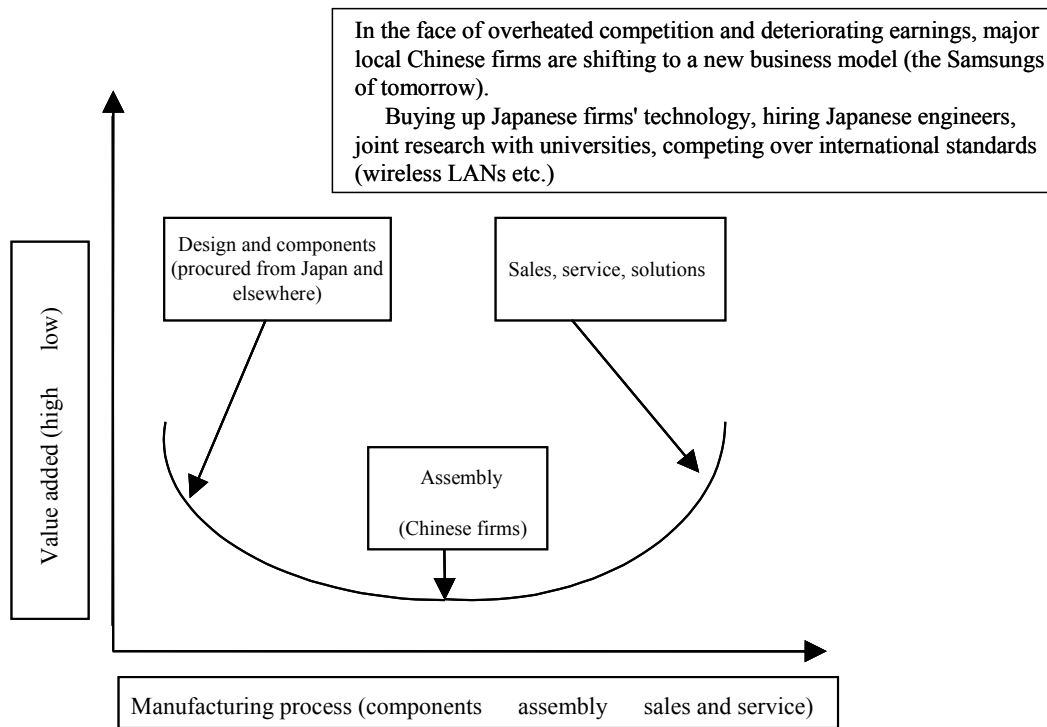 In the face of overheated competition and deteriorating earnings, major
local Chinese firms are shifting to a new business model (the Samsungs
of tomorrow).
Buying up Japanese firms' technology, hiring Japanese engineers,
joint research with universities, competing over international standards
(wireless LANs etc.)
Design and components
(procured from Japan and
elsewhere)
Sales, service, solutions
Value added (high low)
Assembly
(Chinese firms)
Manufacturing process (components assembly sales and service)